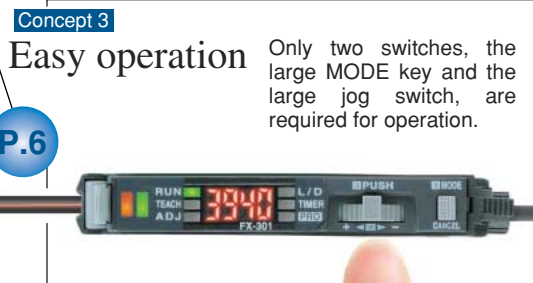 Concept 3
Easy operation
Only two switches, the
large MODE key and the
large jog switch, are
required for operation.
P.6
RUN
TEACH
ADJ
3940
L/D
TIMER
PRO
FX-301
PUSH
+ -
MODE
CANCEL